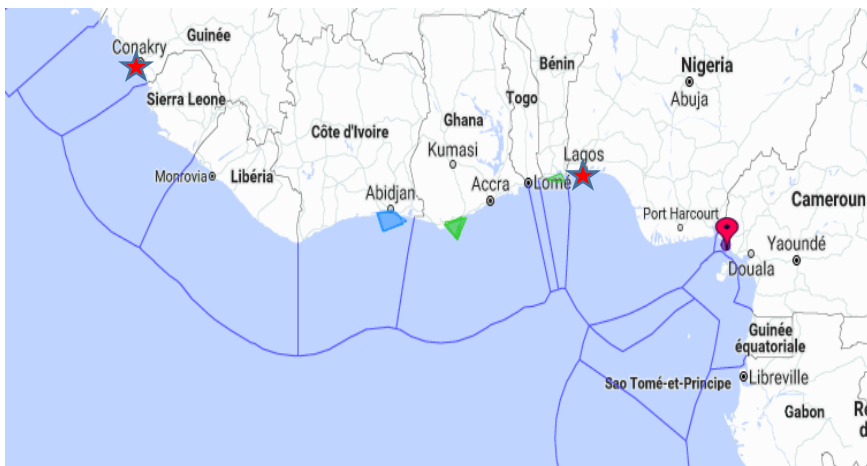 Guinée
Conakry
Sierra Leone
Monrovia
Libéria
Côte d'Ivoire
Abidjan
Ghana
Kumasi
Accra
Togo
Lomé
Bénin
Lagos
Nigeria
Abuja
Port Harcourt
Cameroun
Yaoundé
Douala
Guinée
équatoriale
Sao Tomé-et-Principe
Libreville
Gabon
d